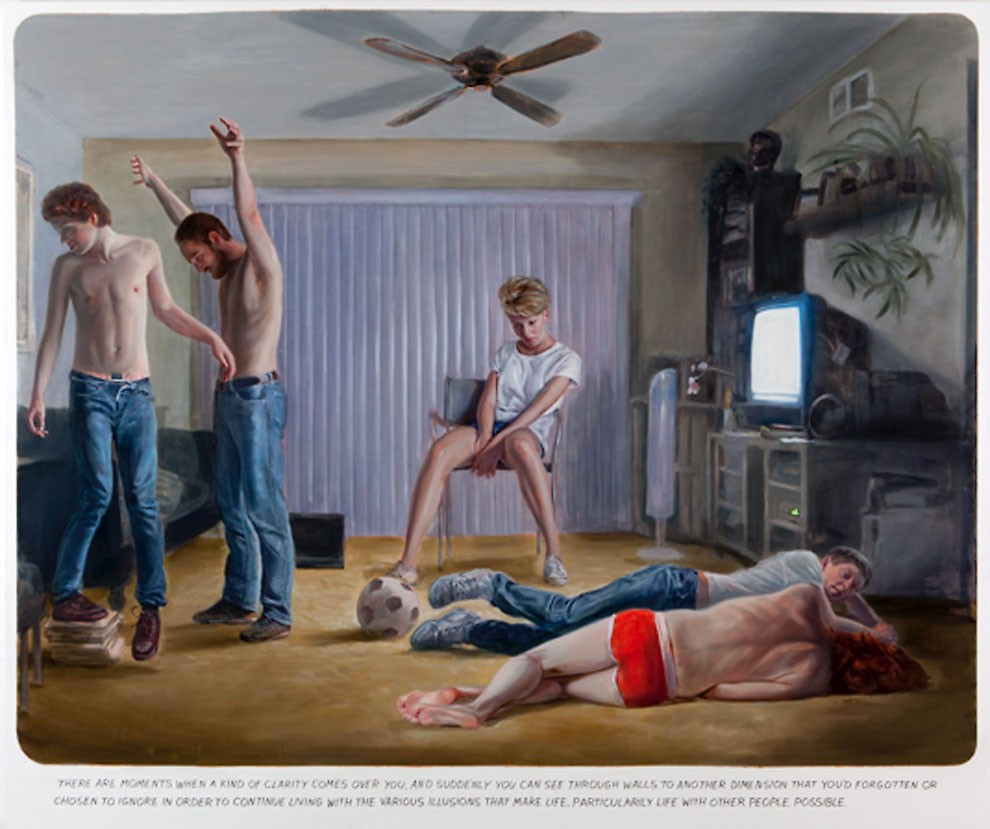 THERE ARE MOMENTS WHEN A KIND OF CLARITY COMES OVER YOU, AND SUDDENLY YOU CAN SEE THROUGH WALLS TO ANOTHER DIMENSION THAT YOU'D FORGOTTEN OR
CHOSEN TO IGNORE IN ORDER TO CONTINUE LIVING WITH THE VARIOUS ILLUSIONS THAT MAKE LIFE, PARTICULARILY LIFE WITH OTHER PEOPLE, POSSIBLE.